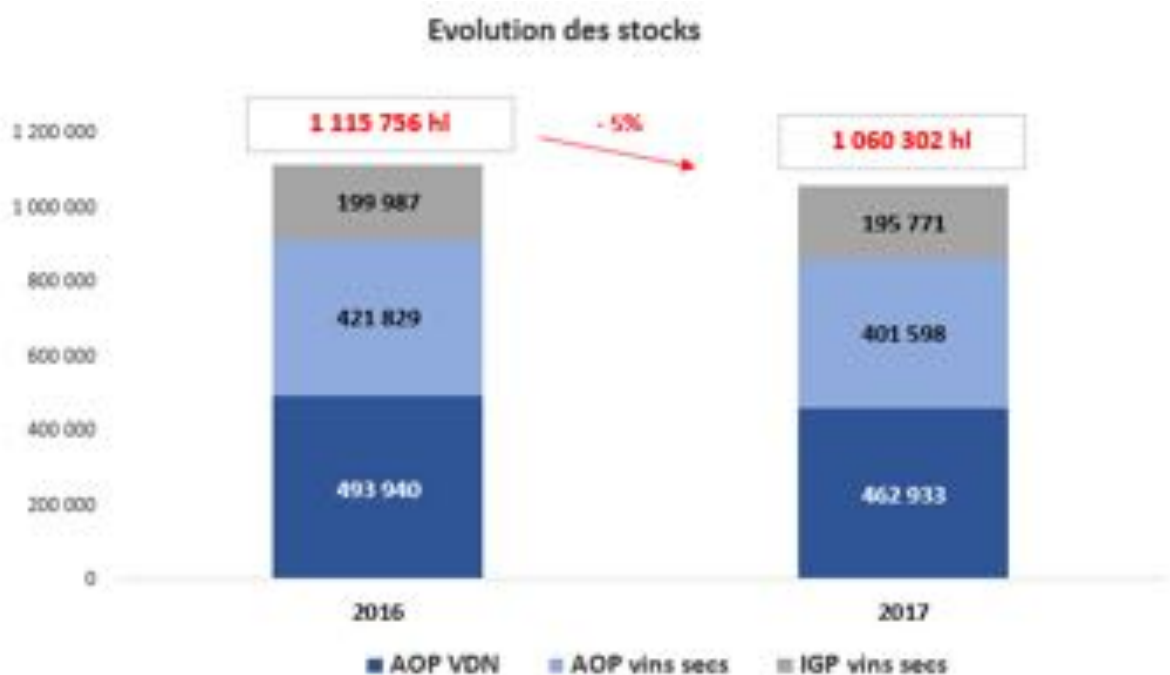 Evolution des stocks
1 115 756 hl
- 5%
1 060 302 hl
1 200 000
1 000 000
800 000
600 000
400 000
200 000
0
199 987
421 829
493 940
195 771
401 598
462 933
2016
2017
AOP VDN
AOP vins secs
IGP vins secs